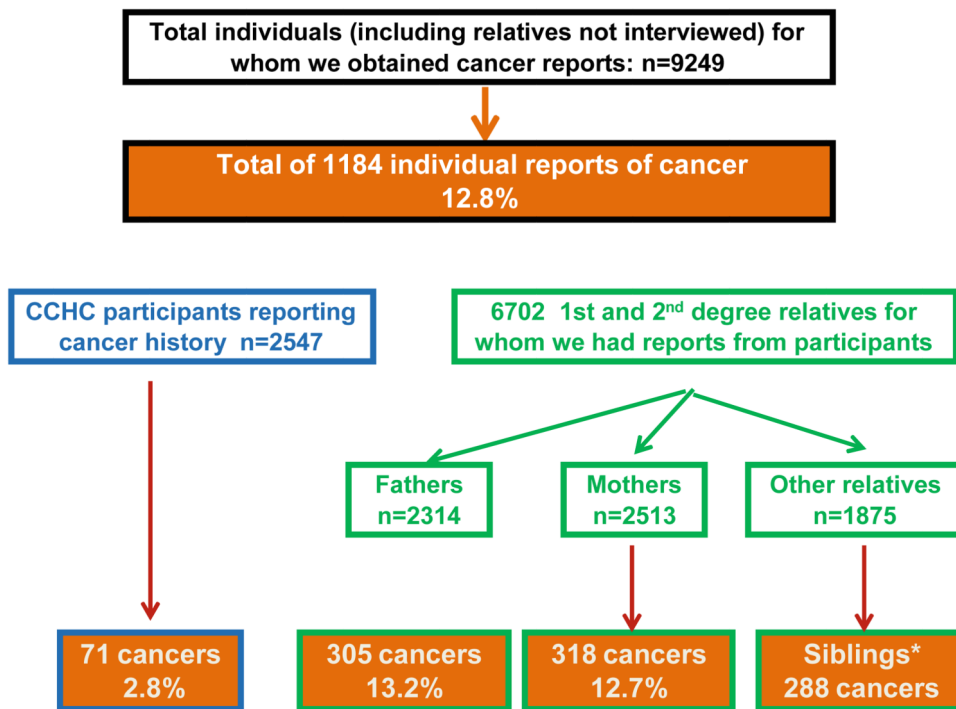 Total individuals (including relatives not interviewed) for
whom we obtained cancer reports: n=9249
Total of 1184 individual reports of cancer
12.8%
CCHC participants reporting
cancer history n=2547
6702 1st and 2nd degree relatives for
whom we had reports from participants
Fathers
n=2314
Mothers
n=2513
Other relatives
n=1875
71 cancers
2.8%
305 cancers
13.2%
318 cancers
12.7%
Siblings*
288 cancers